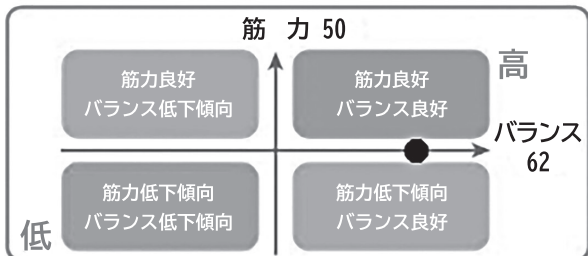 筋 力 50
高
筋力良好
バランス低下傾向
筋力良好
バランス良好
バランス
62
筋力低下傾向
バランス低下傾向
筋力低下傾向
バランス良好
低